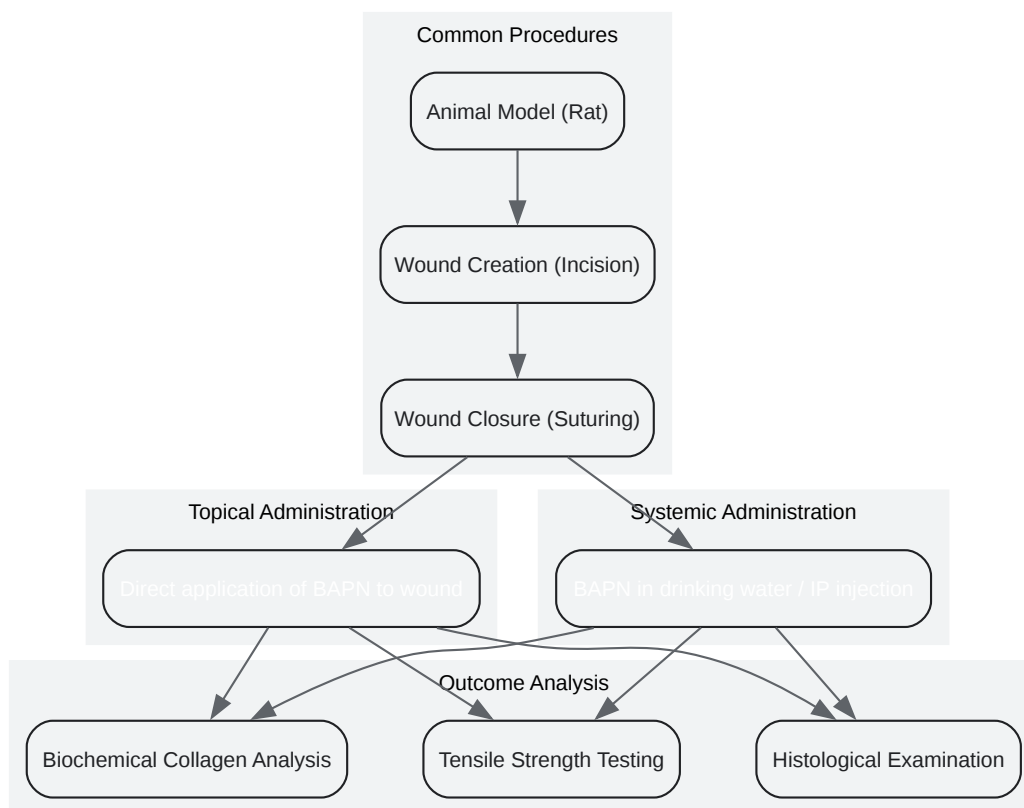 Common Procedures
Animal Model (Rat)
Wound Creation (Incision)
Wound Closure (Suturing)
Topical Administration
Systemic Administration
Direct application of BAPN to wound
BAPN in drinking water / IP injection
Outcome Analysis
Biochemical Collagen Analysis
Tensile Strength Testing
Histological Examination